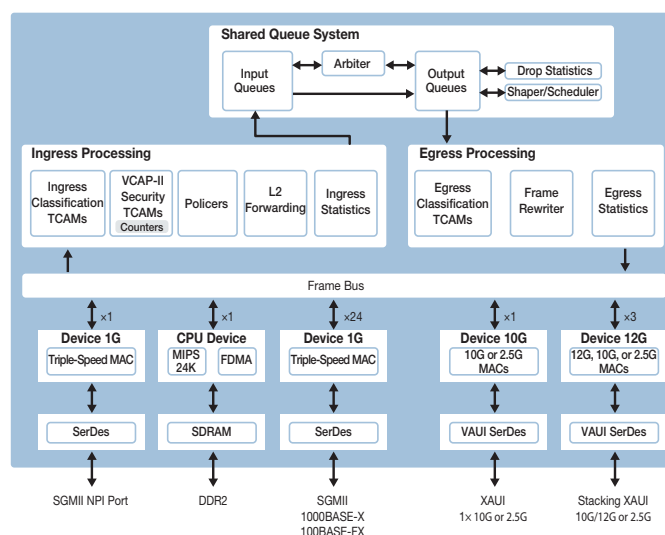 Shared Queue System
Input
Queues
Arbiter
Output
Queues
Drop Statistics
Shaper/Scheduler
Ingress Processing
Ingress
Classification
TCAMs
VCAP-II
Security
TCAMs
Counters
Policers
L2
Forwarding
Ingress
Statistics
Egress Processing
Egress
Classification
TCAMs
Frame
Rewriter
Egress
Statistics
Frame Bus
×1
×1
×24
×1
×3
Device 1G
Triple-Speed MAC
SerDes
SGMII NPI Port
CPU Device
MIPS
24K
FDMA
SDRAM
DDR2
Device 1G
Triple-Speed MAC
SerDes
SGMII
1000BASE-X
100BASE-FX
Device 10G
10G or 2.5G
MACs
VAUI SerDes
XAUI
1× 10G or 2.5G
Device 12G
12G, 10G, or 2.5G
MACs
VAUI SerDes
Stacking XAUI
10G/12G or 2.5G